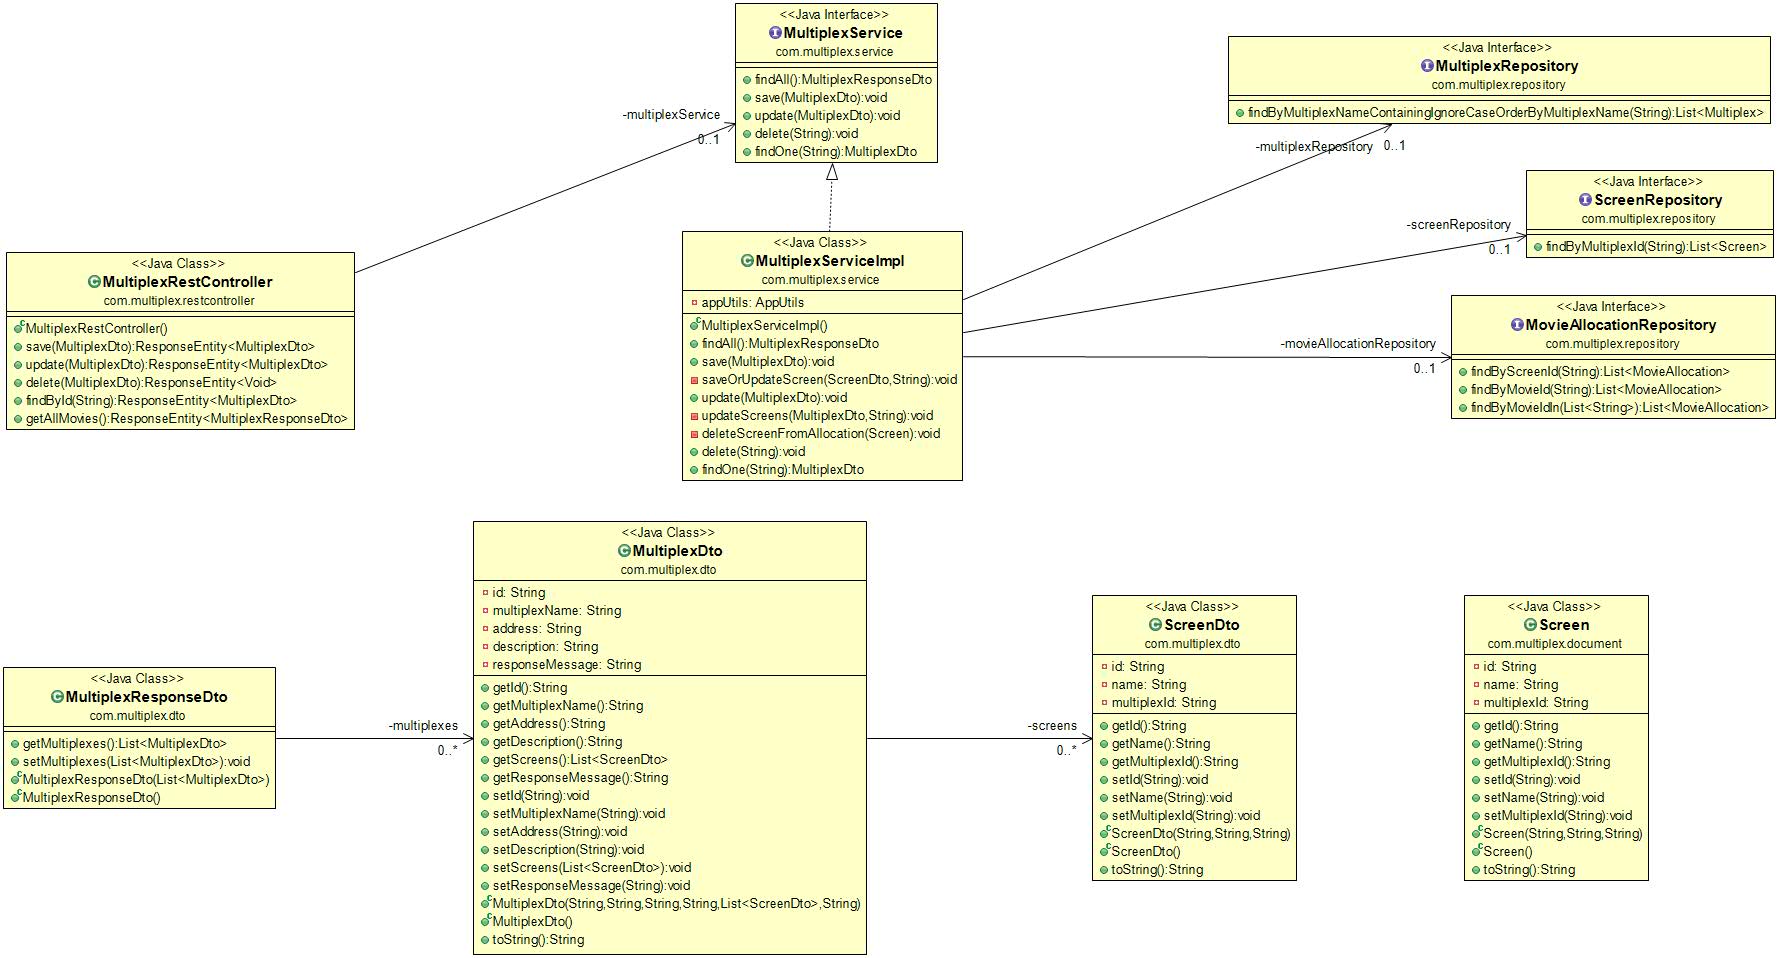 <<Java Interface>>
MultiplexService
com.multiplex.service
findAll():MultiplexResponseDto
save(MultiplexDto):void
update(MultiplexDto):void
delete(String):void
findOne(String):MultiplexDto
-multiplexService
0..1
<<Java Interface>>
MultiplexRepository
com.multiplex.repository
findByMultiplexNameContainingIgnoreCaseOrderByMultiplexName(String):List<Multiplex>
-multiplexRepository
0..1
<<Java Interface>>
ScreenRepository
com.multiplex.repository
findByMultiplexId(String):List<Screen>
-screenRepository
0..1
<<Java Class>>
MultiplexRestController
com.multiplex.restcontroller
MultiplexRestController()
save(MultiplexDto):ResponseEntity<MultiplexDto>
update(MultiplexDto):ResponseEntity<MultiplexDto>
delete(MultiplexDto):ResponseEntity<Void>
findById(String):ResponseEntity<MultiplexDto>
getAllMovies():ResponseEntity<MultiplexResponseDto>
<<Java Class>>
MultiplexServiceImpl
com.multiplex.service
appUtils: AppUtils
MultiplexServiceImpl()
findAll():MultiplexResponseDto
save(MultiplexDto):void
saveOrUpdateScreen(ScreenDto,String):void
update(MultiplexDto):void
updateScreens(MultiplexDto,String):void
deleteScreenFromAllocation(Screen):void
delete(String):void
findOne(String):MultiplexDto
-movieAllocationRepository
0..1
<<Java Interface>>
MovieAllocationRepository
com.multiplex.repository
findByScreenId(String):List<MovieAllocation>
findByMovieId(String):List<MovieAllocation>
findByMovieIdIn(List<String>):List<MovieAllocation>
<<Java Class>>
MultiplexResponseDto
com.multiplex.dto
getMultiplexes():List<MultiplexDto>
setMultiplexes(List<MultiplexDto>):void
MultiplexResponseDto(List<MultiplexDto>)
MultiplexResponseDto()
-multiplexes
0..*
<<Java Class>>
MultiplexDto
com.multiplex.dto
id: String
multiplexName: String
address: String
description: String
responseMessage: String
getId():String
getMultiplexName():String
getAddress():String
getDescription():String
getScreens():List<ScreenDto>
getResponseMessage():String
setId(String):void
setMultiplexName(String):void
setAddress(String):void
setDescription(String):void
setScreens(List<ScreenDto>):void
setResponseMessage(String):void
MultiplexDto(String,String,String,String,List<ScreenDto>,String)
MultiplexDto()
toString():String
-screens
0..*
<<Java Class>>
ScreenDto
com.multiplex.dto
id: String
name: String
multiplexId: String
getId():String
getName():String
getMultiplexId():String
setId(String):void
setName(String):void
setMultiplexId(String):void
ScreenDto(String,String,String)
ScreenDto()
toString():String
<<Java Class>>
Screen
com.multiplex.document
id: String
name: String
multiplexId: String
getId():String
getName():String
getMultiplexId():String
setId(String):void
setName(String):void
setMultiplexId(String):void
Screen(String,String,String)
Screen()
toString():String